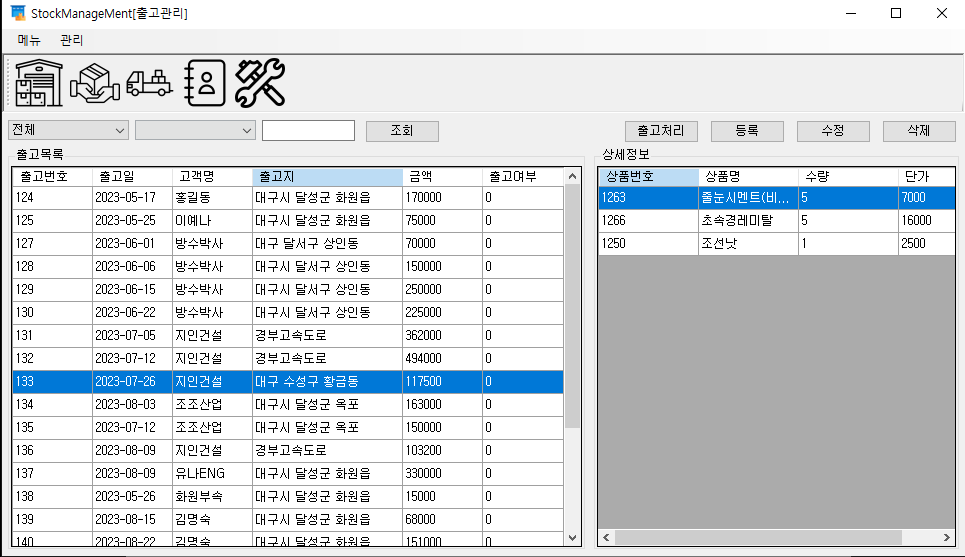 StockManageMent[출고관리]
메뉴 관리
전체 조회 출고처리 등록 수정 삭제
출고목록
출고번호 출고일 고객명 출고지 금액 출고여부
124 2023-05-17 홍길동 대구시 달성군 화원읍 170000 0
125 2023-05-25 이예나 대구시 달성군 화원읍 75000 0
127 2023-06-01 방수박사 대구 달서구 상인동 70000 0
128 2023-06-06 방수박사 대구시 달서구 상인동 150000 0
129 2023-06-15 방수박사 대구시 달서구 상인동 250000 0
130 2023-06-22 방수박사 대구시 달서구 상인동 225000 0
131 2023-07-05 지인건설 경부고속도로 362000 0
132 2023-07-12 지인건설 경부고속도로 494000 0
133 2023-07-26 지인건설 대구 수성구 황금동 117500 0
134 2023-08-03 조조산업 대구시 달성군 옥포 163000 0
135 2023-07-12 조조산업 대구시 달성군 옥포 150000 0
136 2023-08-09 지인건설 경부고속도로 103200 0
137 2023-08-09 유나ENG 대구시 달성군 화원읍 330000 0
138 2023-05-26 화원부속 대구시 달성군 화원읍 15000 0
139 2023-08-15 김명숙 대구시 달성군 화원읍 68000 0
140 2023-08-22 김명숙 대구시 달성군 화원읍 151000 0
상세정보
상품번호 상품명 수량 단가
1263 줄눈시멘트(비... 5 7000
1266 초속경레미탈 5 16000
1250 조선낫 1 2500